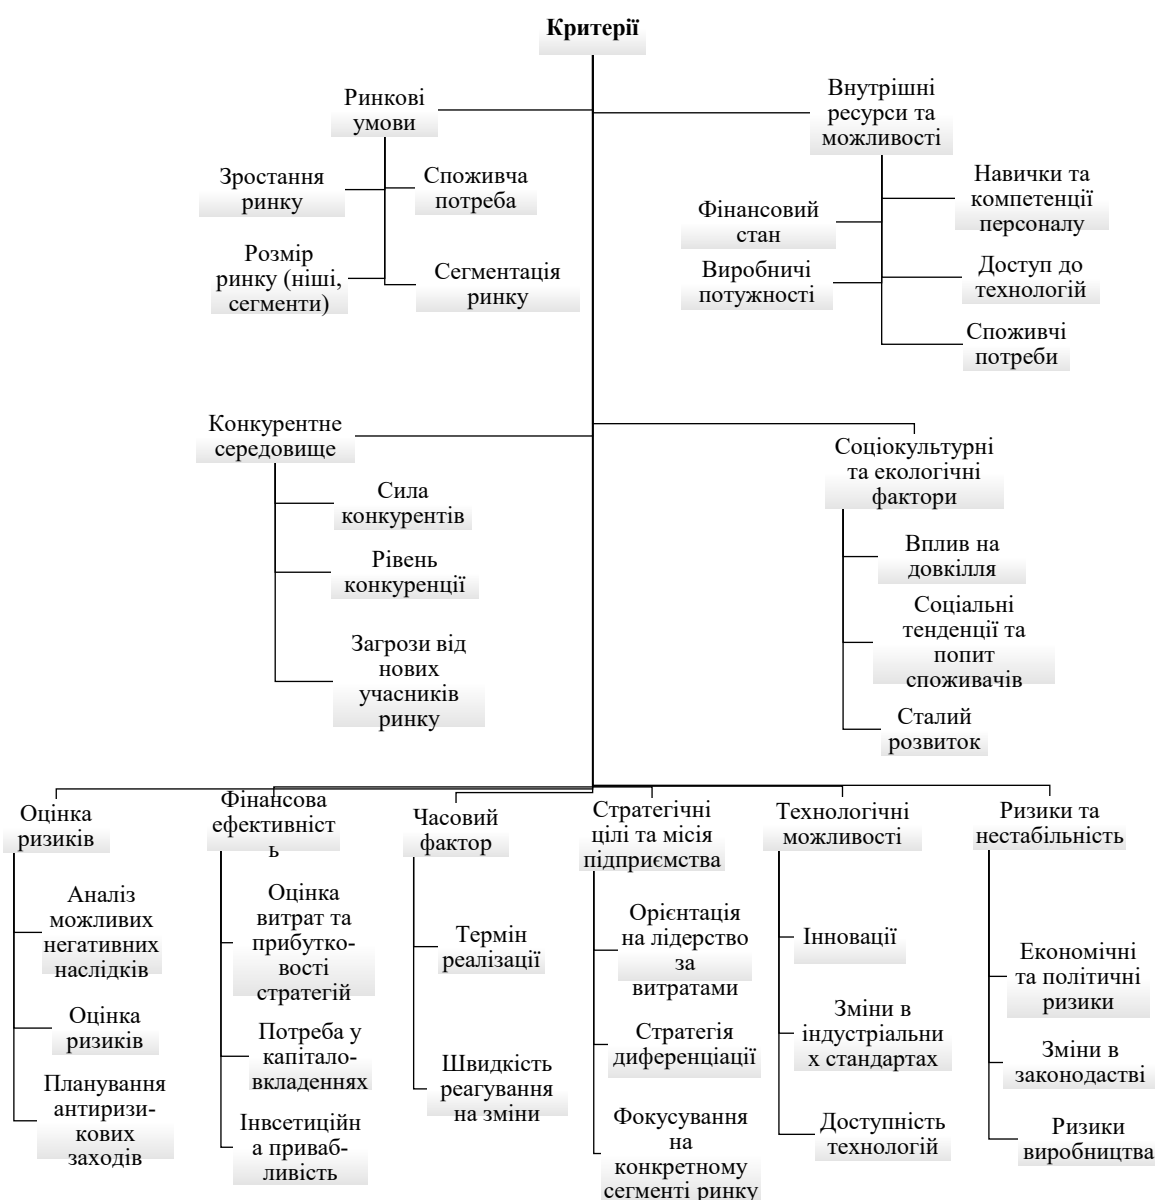 Критерії
Ринкові
умови
Зростання
ринку
Споживча
потреба
Розмір
ринку (ніші,
сегменти)
Сегментація
ринку
Внутрішні
ресурси та
можливості
Навички та
компетенції
персоналу
Фінансовий
стан
Доступ до
технологій
Виробничі
потужності
Споживчі
потреби
Конкурентне
середовище
Сила
конкурентів
Рівень
конкуренції
Загрози від
нових
учасників
ринку
Соціокультурні
та екологічні
фактори
Вплив на
довкілля
Соціальні
тенденції та
попит
споживачів
Сталий
розвиток
Оцінка
ризиків
Аналіз
можливих
негативних
наслідків
Оцінка
ризиків
Планування
антиризи-
кових
заходів
Фінансова
ефективніст
ь
Оцінка
витрат та
прибутко-
вості
стратегій
Потреба у
капітало-
вкладеннях
Інвсетиційн
а приваб-
ливість
Часовий
фактор
Термін
реалізації
Швидкість
реагування
на зміни
Стратегічні
цілі та місія
підприємства
Орієнтація
на лідерство
за
витратами
Стратегія
диференціації
Фокусування
на
конкретному
сегменті ринку
Технологічні
можливості
Інновації
Зміни в
індустріальни
х стандартах
Доступність
технологій
Ризики та
нестабільність
Економічні
та політичні
ризики
Зміни в
законодастві
Ризики
виробництва